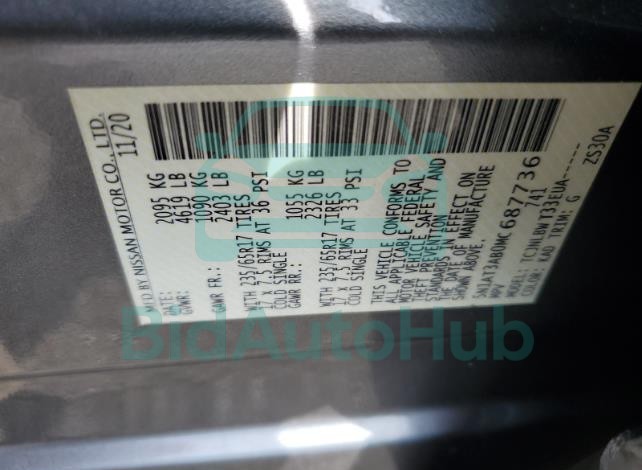 MFD BY NISSAN MOTOR CO., LTD.
DATE: 11/20
GVWR: 2095 KG
4619 LB
GAWR FR.: 1090 KG
2403 LB
WITH 235/65R17 TIRES
17 x 7.5 RIMS AT 36 PSI
COLD SINGLE
GAWR RR.: 1055 KG
2326 LB
WITH 235/65R17 TIRES
17 x 7.5 RIMS AT 33 PSI
COLD SINGLE
THIS VEHICLE CONFORMS TO
ALL APPLICABLE FEDERAL
MOTOR VEHICLE SAFETY AND
THEFT PREVENTION
STANDARDS IN EFFECT ON
THE DATE OF MANUFACTURE
SHOWN ABOVE.
5N1AT3AB0MC687736
MPV 741
MODEL: TCJNLBWT33EUA------
COLOR: KAD TRIM: G
ZS30A
BidAutoHub